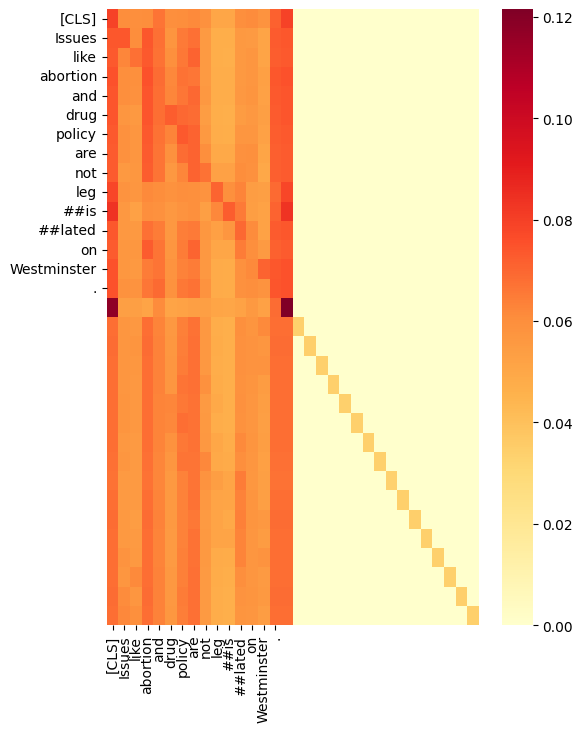 [CLS]
Issues
like
abortion
and
drug
policy
are
not
leg
##is
##lated
on
Westminster
.
0.12
0.10
0.08
0.06
0.04
0.02
0.00
[CLS]
Issues
like
abortion
and
drug
policy
are
not
leg
##is
##lated
on
Westminster
.